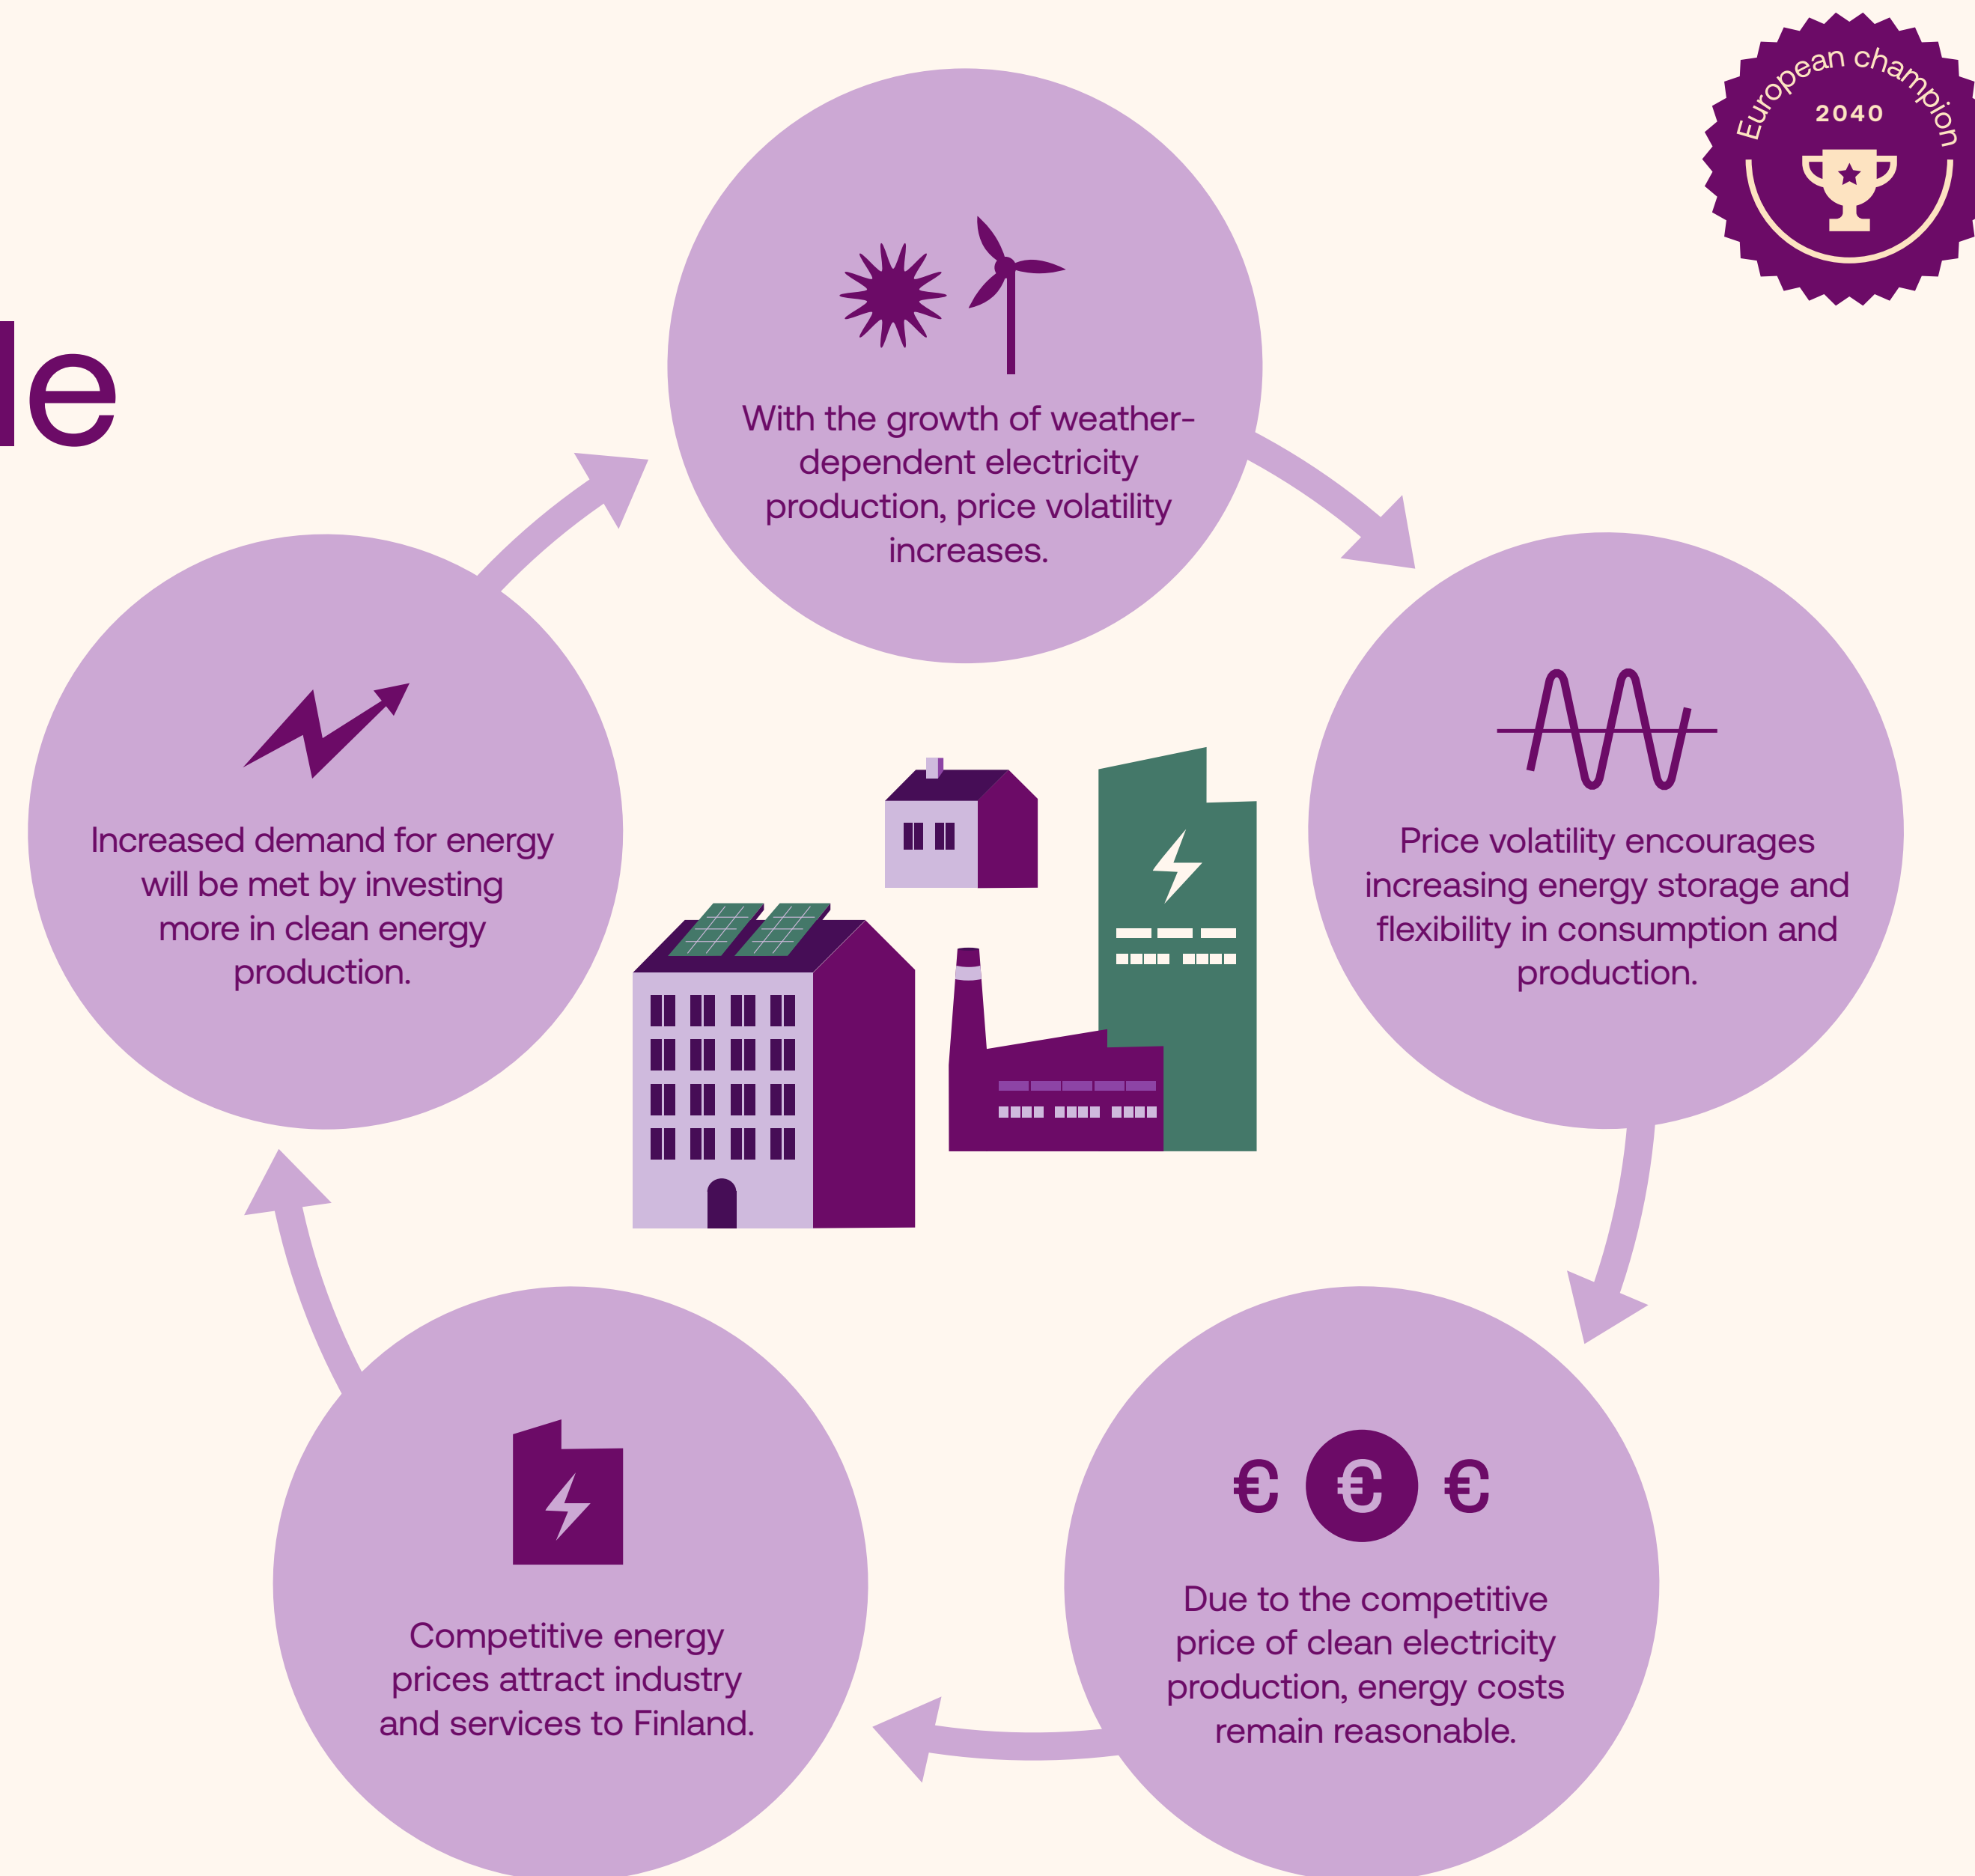 European champion
2040
le
With the growth of weather-
dependent electricity
production, price volatility
increases.
Increased demand for energy
will be met by investing
more in clean energy
production.
Price volatility encourages
increasing energy storage and
flexibility in consumption and
production.
€ € €
Competitive energy
prices attract industry
and services to Finland.
Due to the competitive
price of clean electricity
production, energy costs
remain reasonable.